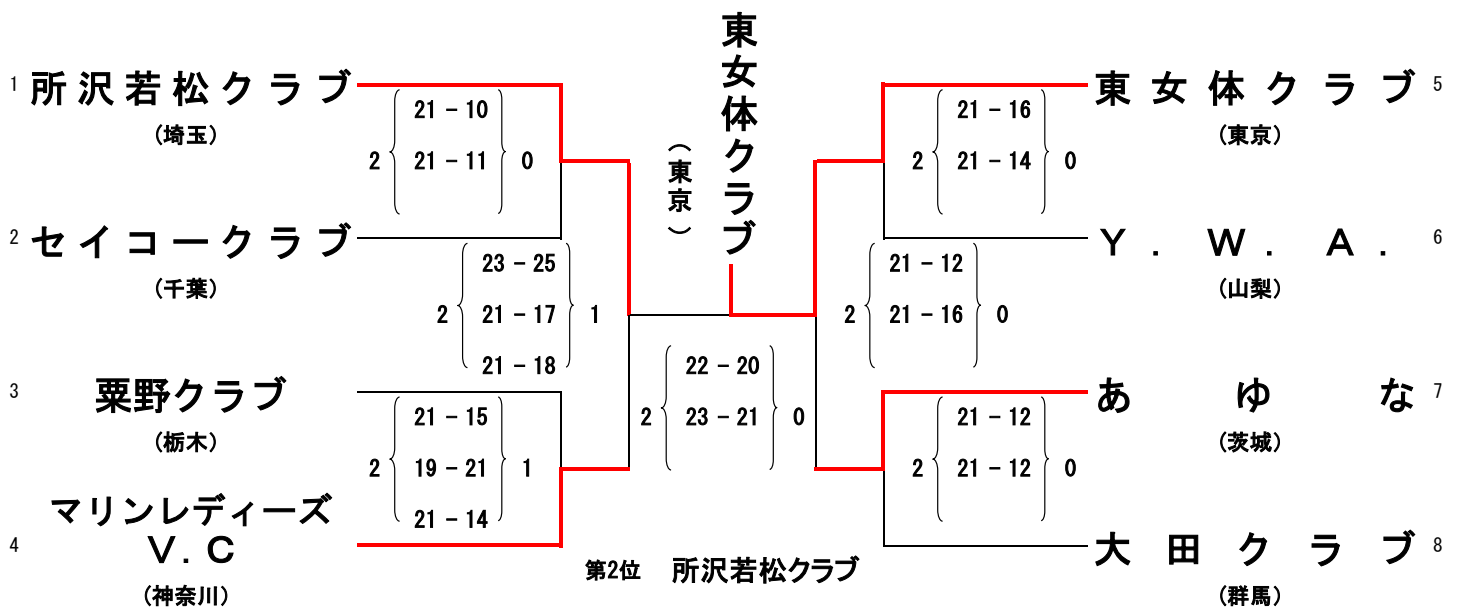 東女体クラブ
(東京)
1 所沢若松クラブ
(埼玉)
21 - 10
2 21 - 11 0
2 セイコークラブ
(千葉)
23 - 25
2 21 - 17 1
21 - 18
3 粟野クラブ
(栃木)
21 - 15
2 19 - 21 1
21 - 14
マリンレディーズ
4 V.C
(神奈川)
22 - 20
2 23 - 21 0
東女体クラブ 5
(東京)
21 - 16
2 21 - 14 0
Y.W.A. 6
(山梨)
21 - 12
2 21 - 16 0
あゆな 7
(茨城)
21 - 12
2 21 - 12 0
大田クラブ 8
(群馬)
第2位 所沢若松クラブ